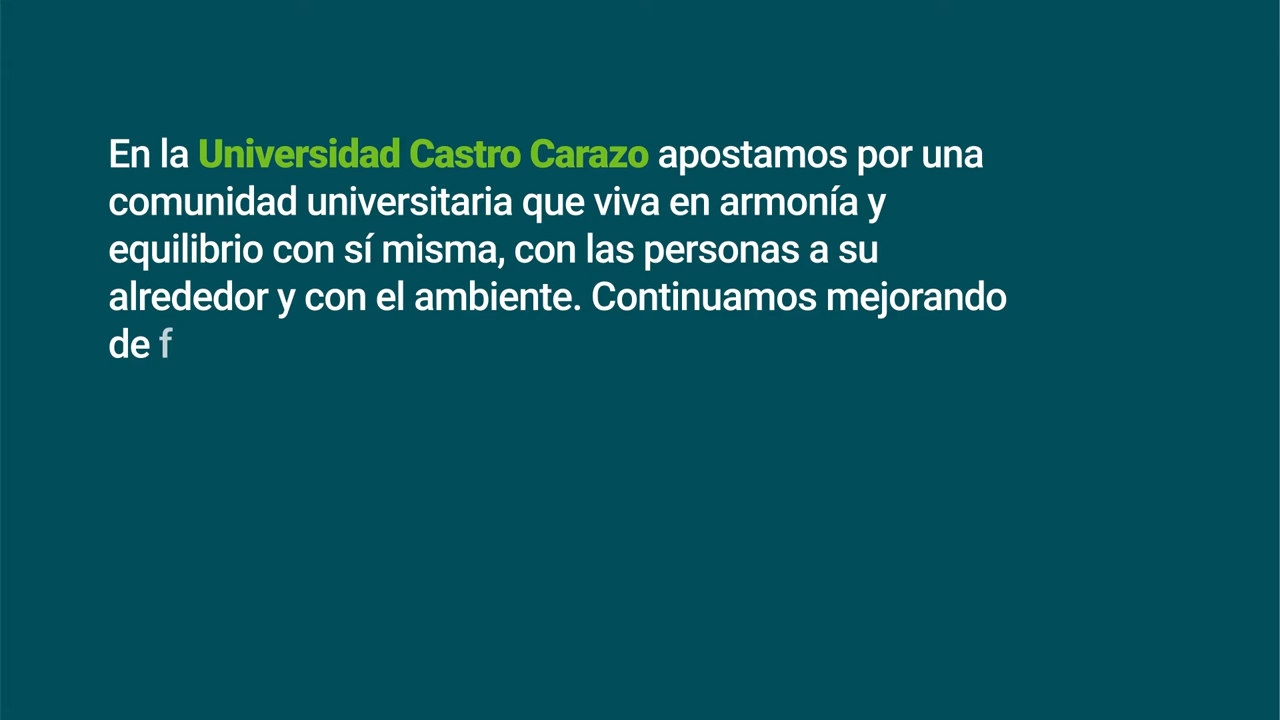 En la Universidad Castro Carazo apostamos por una
comunidad universitaria que viva en armonía y
equilibrio con sí misma, con las personas a su
alrededor y con el ambiente. Continuamos mejorando
de f